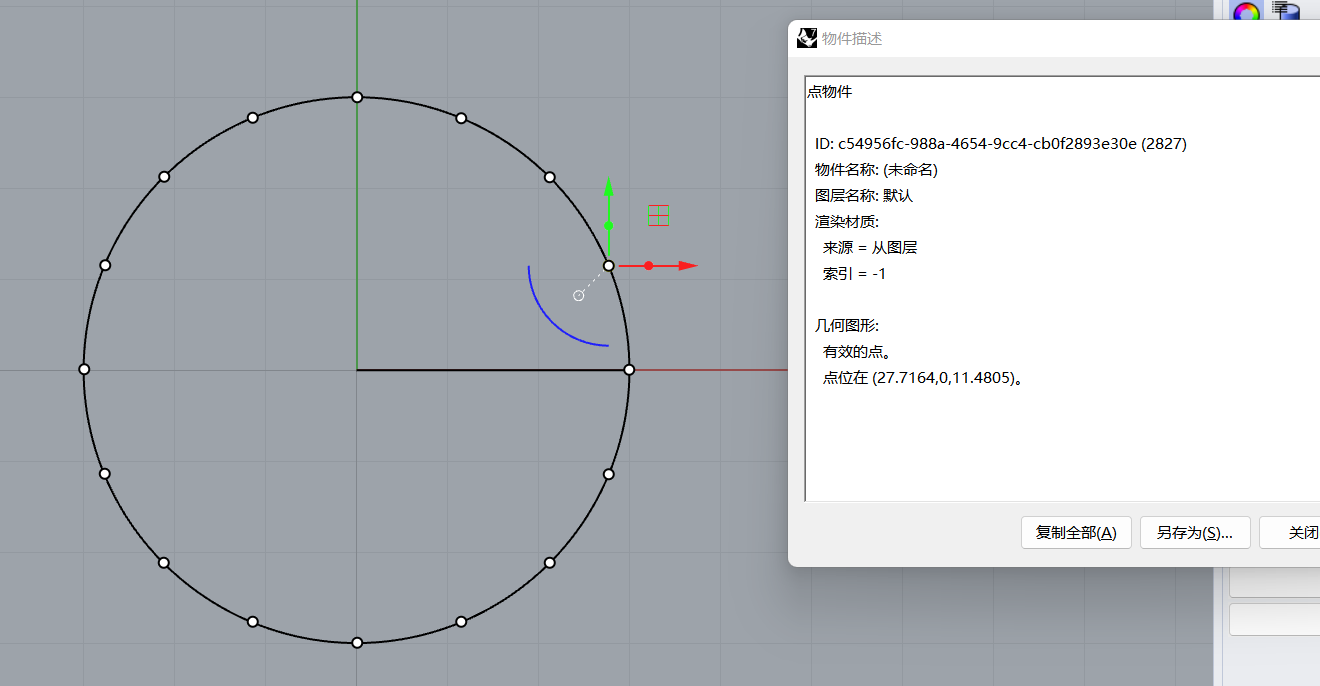 物件描述
点物件
ID: c54956fc-988a-4654-9cc4-cb0f2893e30e (2827)
物件名称: (未命名)
图层名称: 默认
渲染材质:
来源 = 从图层
索引 = -1
几何图形:
有效的点。
点位在 (27.7164,0,11.4805)。
复制全部(A)
另存为(S)...
关闭